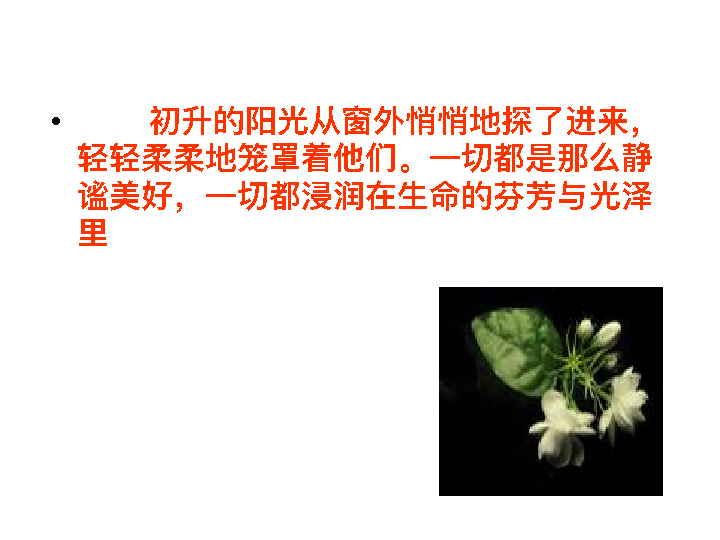 • 初升的阳光从窗外悄悄地探了进来，
轻轻柔柔地笼罩着他们。一切都是那么静
谧美好，一切都浸润在生命的芬芳与光泽
里